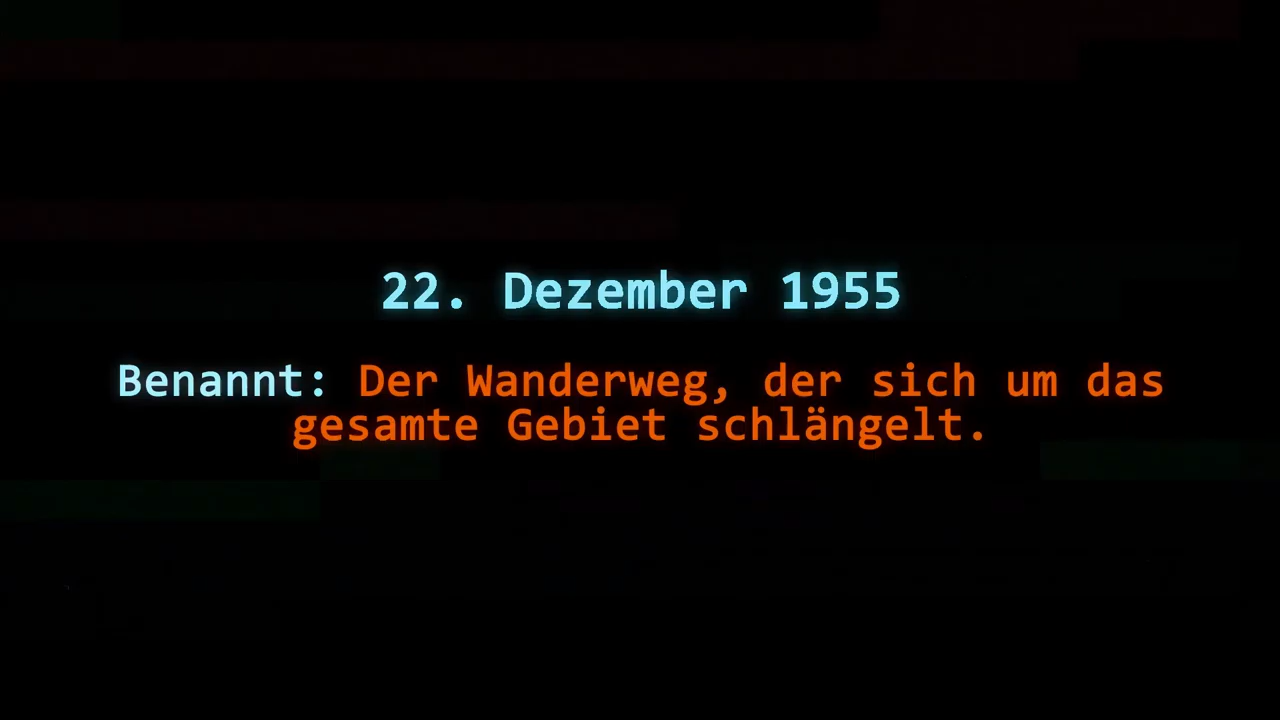 22. Dezember 1955
Benannt: Der Wanderweg, der sich um das
gesamte Gebiet schlängelt.